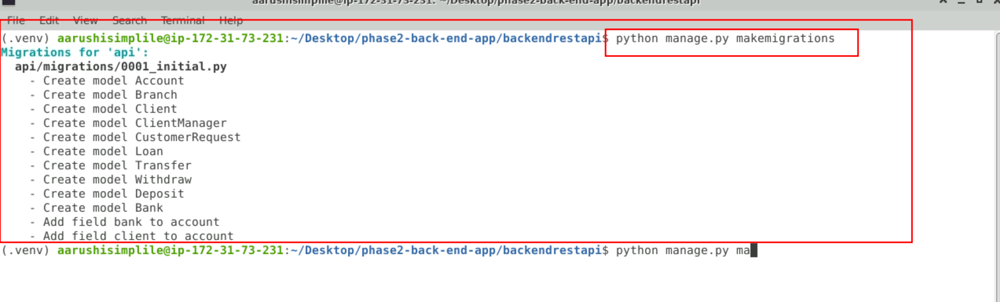 aarushisimplile@ip-172-31-73-231: ~/Desktop/phase2-back-end-app/backendrestapi
File Edit View Search Terminal Help
(.venv) aarushisimplile@ip-172-31-73-231:~/Desktop/phase2-back-end-app/backendrestapi$ python manage.py makemigrations
Migrations for 'api':
  api/migrations/0001_initial.py
    - Create model Account
    - Create model Branch
    - Create model Client
    - Create model ClientManager
    - Create model CustomerRequest
    - Create model Loan
    - Create model Transfer
    - Create model Withdraw
    - Create model Deposit
    - Create model Bank
    - Add field bank to account
    - Add field client to account
(.venv) aarushisimplile@ip-172-31-73-231:~/Desktop/phase2-back-end-app/backendrestapi$ python manage.py ma